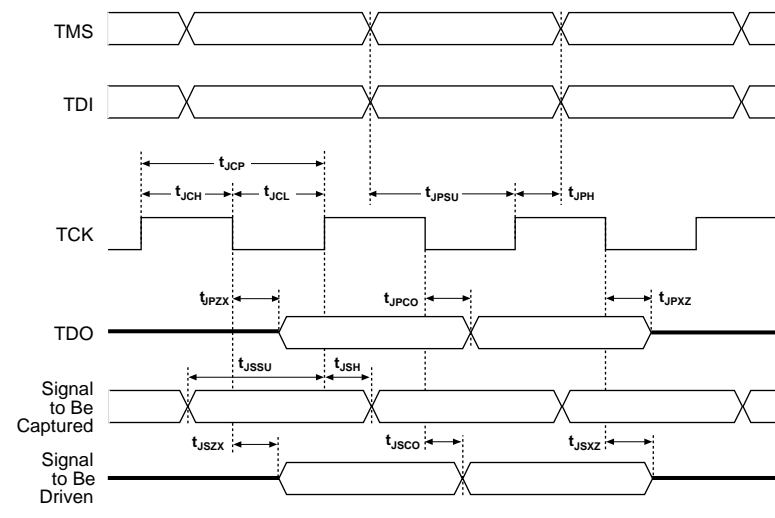 TMS
TDI
tJCP
tJCH
tJCL
tJPSU
tJPH
TCK
tJPZX
tJPCO
tJPXZ
TDO
tJSSU
tJSH
Signal
to Be
Captured
tJSZX
tJSCO
tJSXZ
Signal
to Be
Driven